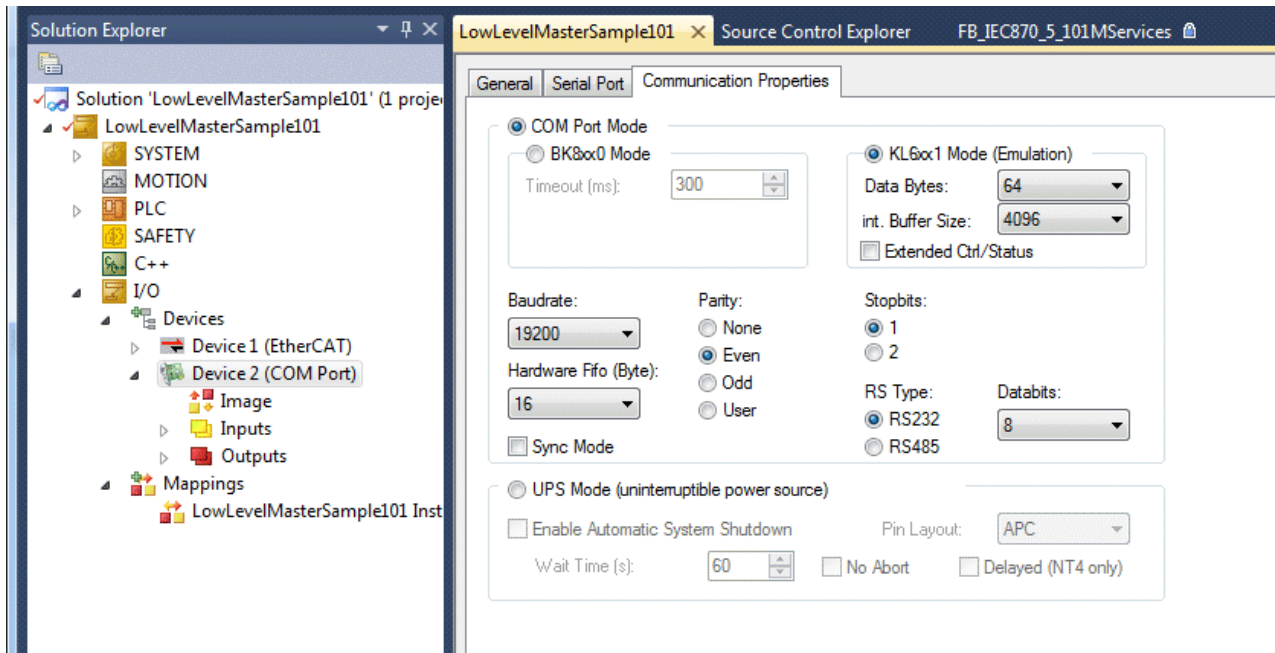 Solution Explorer
Solution 'LowLevelMasterSample101' (1 proje
LowLevelMasterSample101
SYSTEM
MOTION
PLC
SAFETY
C++
I/O
Devices
Device 1 (EtherCAT)
Device 2 (COM Port)
Image
Inputs
Outputs
Mappings
LowLevelMasterSample101 Inst
LowLevelMasterSample101 Source Control Explorer FB_IEC870_5_101MServices
General Serial Port Communication Properties
COM Port Mode
BK8xx0 Mode
Timeout (ms): 300
KL6xx1 Mode (Emulation)
Data Bytes: 64
int. Buffer Size: 4096
Extended Ctrl/Status
Baudrate:
19200
Hardware Fifo (Byte):
16
Sync Mode
Parity:
None
Even
Odd
User
Stopbits:
1
2
RS Type:
RS232
RS485
Databits:
8
UPS Mode (uninterruptible power source)
Enable Automatic System Shutdown
Pin Layout: APC
Wait Time (s): 60
No Abort
Delayed (NT4 only)